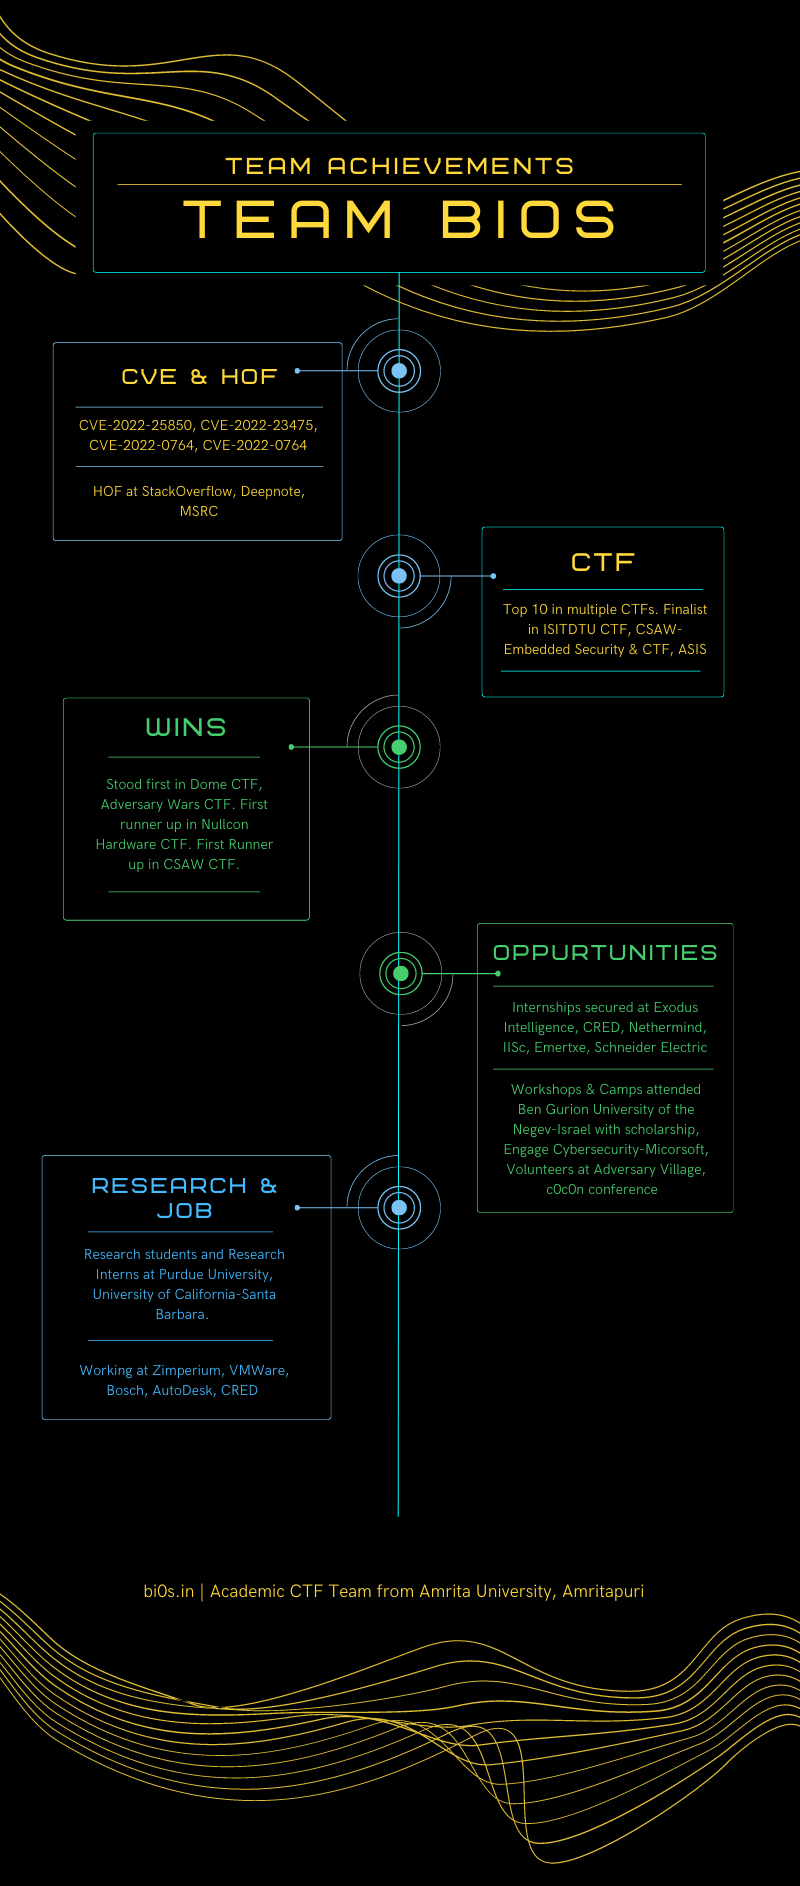 TEAM ACHIEVEMENTS
TEAM BIOS
CVE & HOF
CVE-2022-25850, CVE-2022-23475,
CVE-2022-0764, CVE-2022-0764
HOF at StackOverflow, Deepnote,
MSRC
CTF
Top 10 in multiple CTFs. Finalist
in ISITDTU CTF, CSAW-
Embedded Security & CTF, ASIS
WINS
Stood first in Dome CTF,
Adversary Wars CTF. First
runner up in Nullcon
Hardware CTF. First Runner
up in CSAW CTF.
OPPURTUNITIES
Internships secured at Exodus
Intelligence, CRED, Nethermind,
IISc, Emertxe, Schneider Electric
Workshops & Camps attended
Ben Gurion University of the
Negev-Israel with scholarship,
Engage Cybersecurity-Micorsoft,
Volunteers at Adversary Village,
c0c0n conference
RESEARCH &
JOB
Research students and Research
Interns at Purdue University,
University of California-Santa
Barbara.
Working at Zimperium, VMWare,
Bosch, AutoDesk, CRED
bi0s.in | Academic CTF Team from Amrita University, Amritapuri